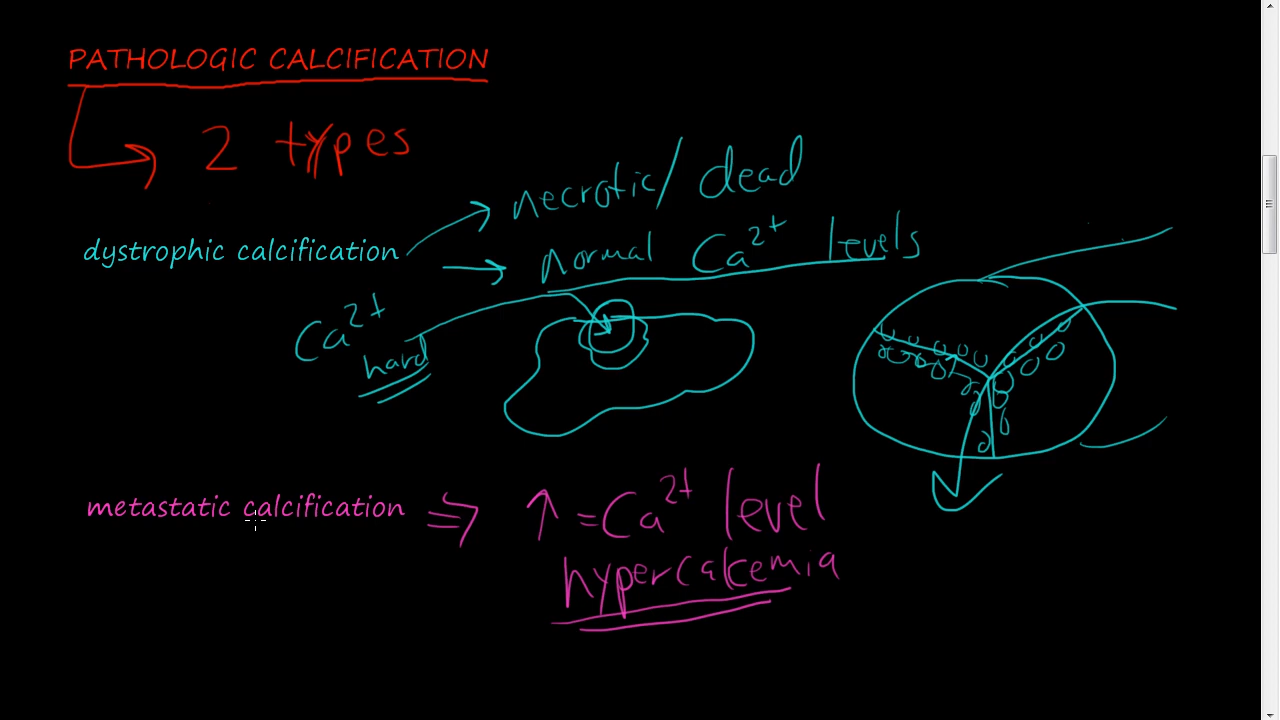 PATHOLOGIC CALCIFICATION
2 types
necrotic/dead
dystrophic calcification
normal Ca2+ levels
Ca2+
hard
metastatic calcification
↑ = Ca2+ level
hypercalcemia